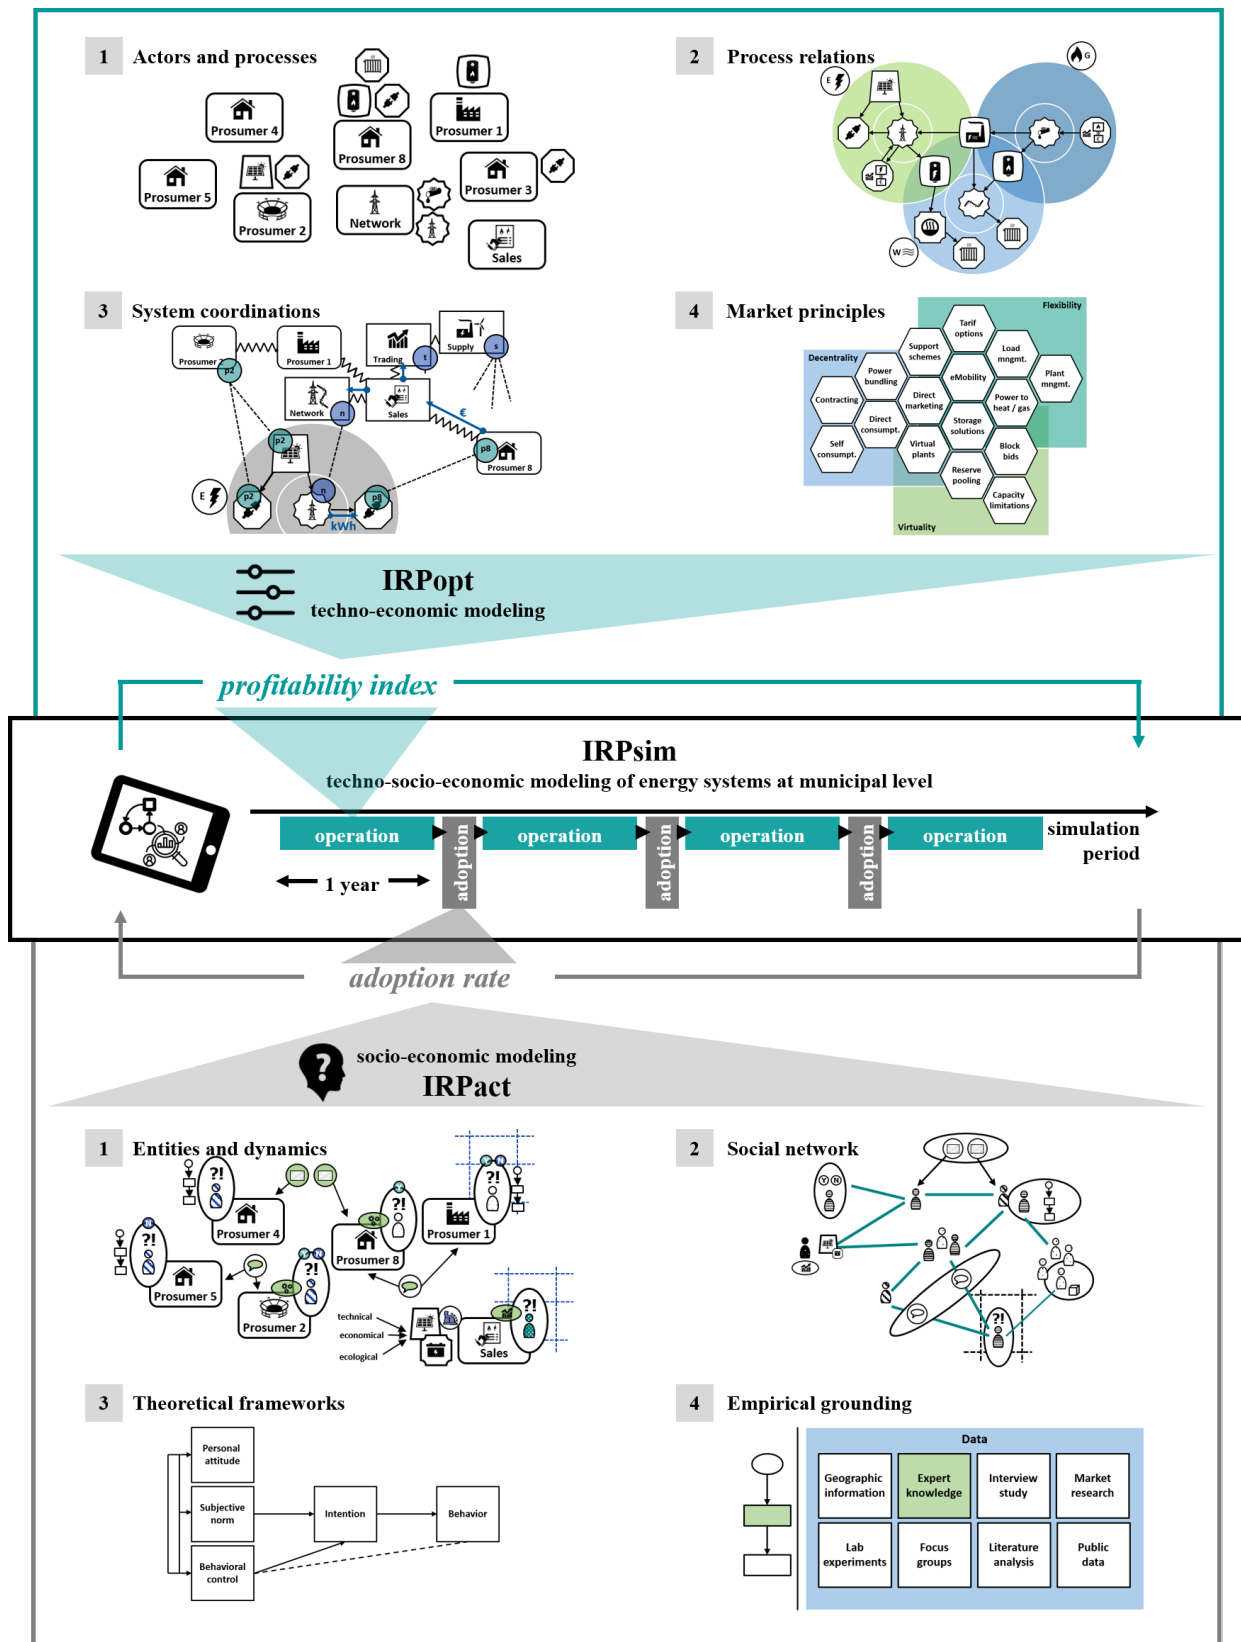 1 Actors and processes
Prosumer 4
Prosumer 8
Prosumer 1
Prosumer 5
Prosumer 2
Network
Prosumer 3
Sales
2 Process relations
E
G
W
3 System coordinations
Prosumer 2
p2
Prosumer 1
Trading
t
Supply
s
Network
n
Sales
€
p8
Prosumer 8
p2
E
p2
n
p8
kWh
4 Market principles
Flexibility
Decentrality
Virtuality
Tarif
options
Support
schemes
Load
mngmt.
Power
bundling
eMobility
Plant
mngmt.
Contracting
Direct
marketing
Power to
heat / gas
Direct
consumpt.
Storage
solutions
Self
consumpt.
Virtual
plants
Block
bids
Reserve
pooling
Capacity
limitations
IRPopt
techno-economic modeling
profitability index
IRPsim
techno-socio-economic modeling of energy systems at municipal level
operation
adoption
operation
adoption
operation
adoption
operation
simulation
period
1 year
adoption rate
socio-economic modeling
IRPact
1 Entities and dynamics
?!
Prosumer 4
N
?!
Prosumer 5
Y N
?!
Prosumer 2
?!
Prosumer 8
Y N
?!
Prosumer 1
technical
economical
ecological
?!
Sales
2 Social network
Y N
?!
3 Theoretical frameworks
Personal
attitude
Subjective
norm
Behavioral
control
Intention
Behavior
4 Empirical grounding
Data
Geographic
information
Expert
knowledge
Interview
study
Market
research
Lab
experiments
Focus
groups
Literature
analysis
Public
data